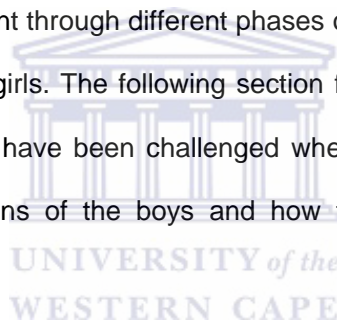 nt through different phases
girls. The following section
have been challenged
ns of the boys and how
UNIVERSITY of the
WESTERN CAPE